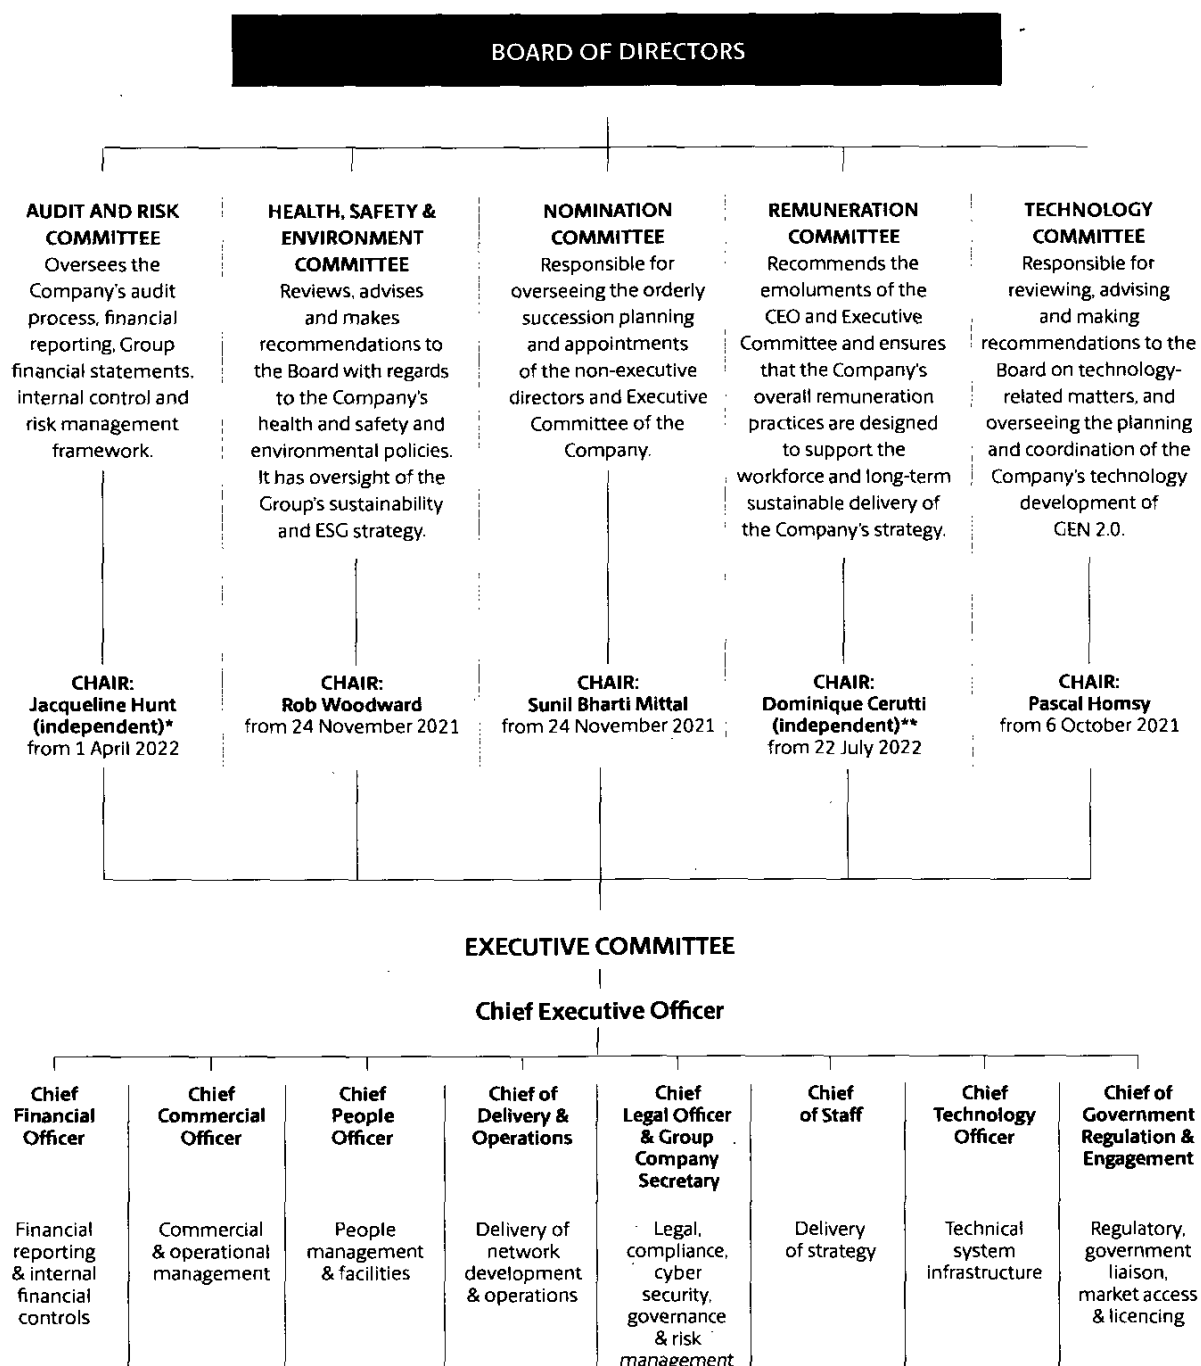 BOARD OF DIRECTORS
AUDIT AND RISK
COMMITTEE
Oversees the
Company's audit
process, financial
reporting, Group
financial statements.
internal control and
risk management
framework.
CHAIR:
Jacqueline Hunt
(independent)*
from 1 April 2022
HEALTH, SAFETY &
ENVIRONMENT
COMMITTEE
Reviews, advises
and makes
recommendations to
the Board with regards
to the Company's
health and safety and
environmental policies.
It has oversight of the
Group's sustainability
and ESG strategy.
CHAIR:
Rob Woodward
from 24 November 2021
NOMINATION
COMMITTEE
Responsible for
overseeing the orderly
succession planning
and appointments
of the non-executive
directors and Executive
Committee of the
Company.
CHAIR:
Sunil Bharti Mittal
from 24 November 2021
REMUNERATION
COMMITTEE
Recommends the
emoluments of the
CEO and Executive
Committee and ensures
that the Company's
overall remuneration
practices are designed
to support the
workforce and long-term
sustainable delivery of
the Company's strategy.
CHAIR:
Dominique Cerutti
(independent)**
from 22 July 2022
TECHNOLOGY
COMMITTEE
Responsible for
reviewing, advising
and making
recommendations to the
Board on technology-
related matters, and
overseeing the planning
and coordination of the
Company's technology
development of
GEN 2.0.
CHAIR:
Pascal Homsy
from 6 October 2021
EXECUTIVE COMMITTEE
Chief Executive Officer
Chief
Financial
Officer
Financial
reporting
& internal
financial
controls
Chief
Commercial
Officer
Commercial
& operational
management
Chief
People
Officer
People
management
& facilities
Chief of
Delivery &
Operations
Delivery of
network
development
& operations
Chief
Legal Officer
& Group
Company
Secretary
Legal,
compliance,
cyber
security,
governance
& risk
management
Chief
of Staff
Delivery
of strategy
Chief
Technology
Officer
Technical
system
infrastructure
Chief of
Government
Regulation &
Engagement
Regulatory,
government
liaison,
market access
& licencing